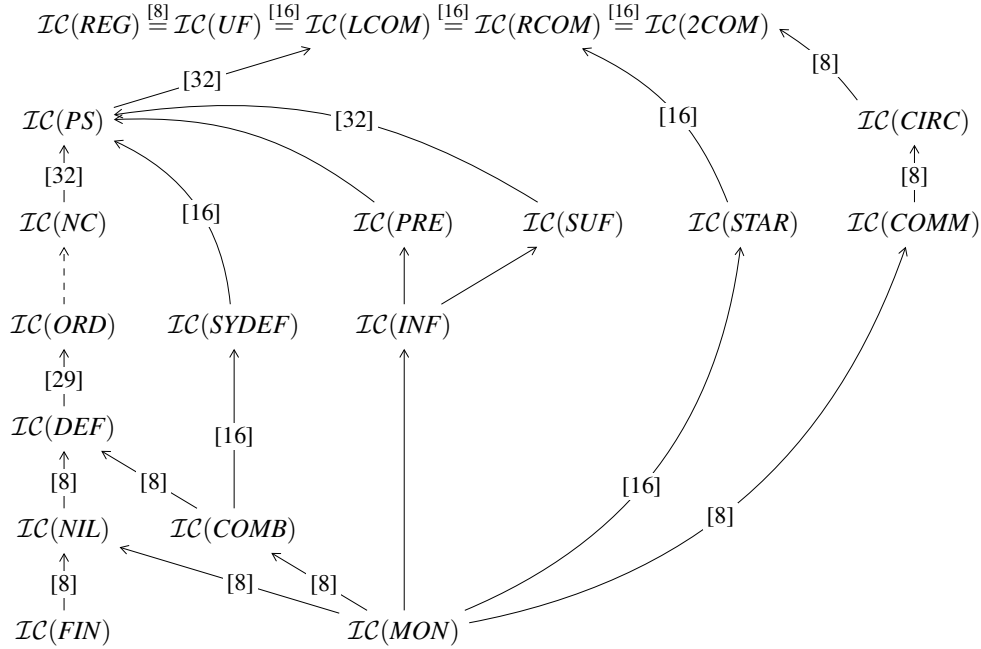 IC(REG) [8]= IC(UF) [16]= IC(LCOM) [16]= IC(RCOM) [16]= IC(2COM)
[8]
[32]
IC(PS) [32] [16] IC(CIRC)
[32] [8]
[16]
IC(NC) IC(PRE) IC(SUF) IC(STAR) IC(COMM)
IC(ORD) IC(SYDEF) IC(INF)
[29]
IC(DEF) [16]
[8] [8] [16]
[8]
IC(NIL) IC(COMB)
[8] [8] [8]
IC(FIN) IC(MON)